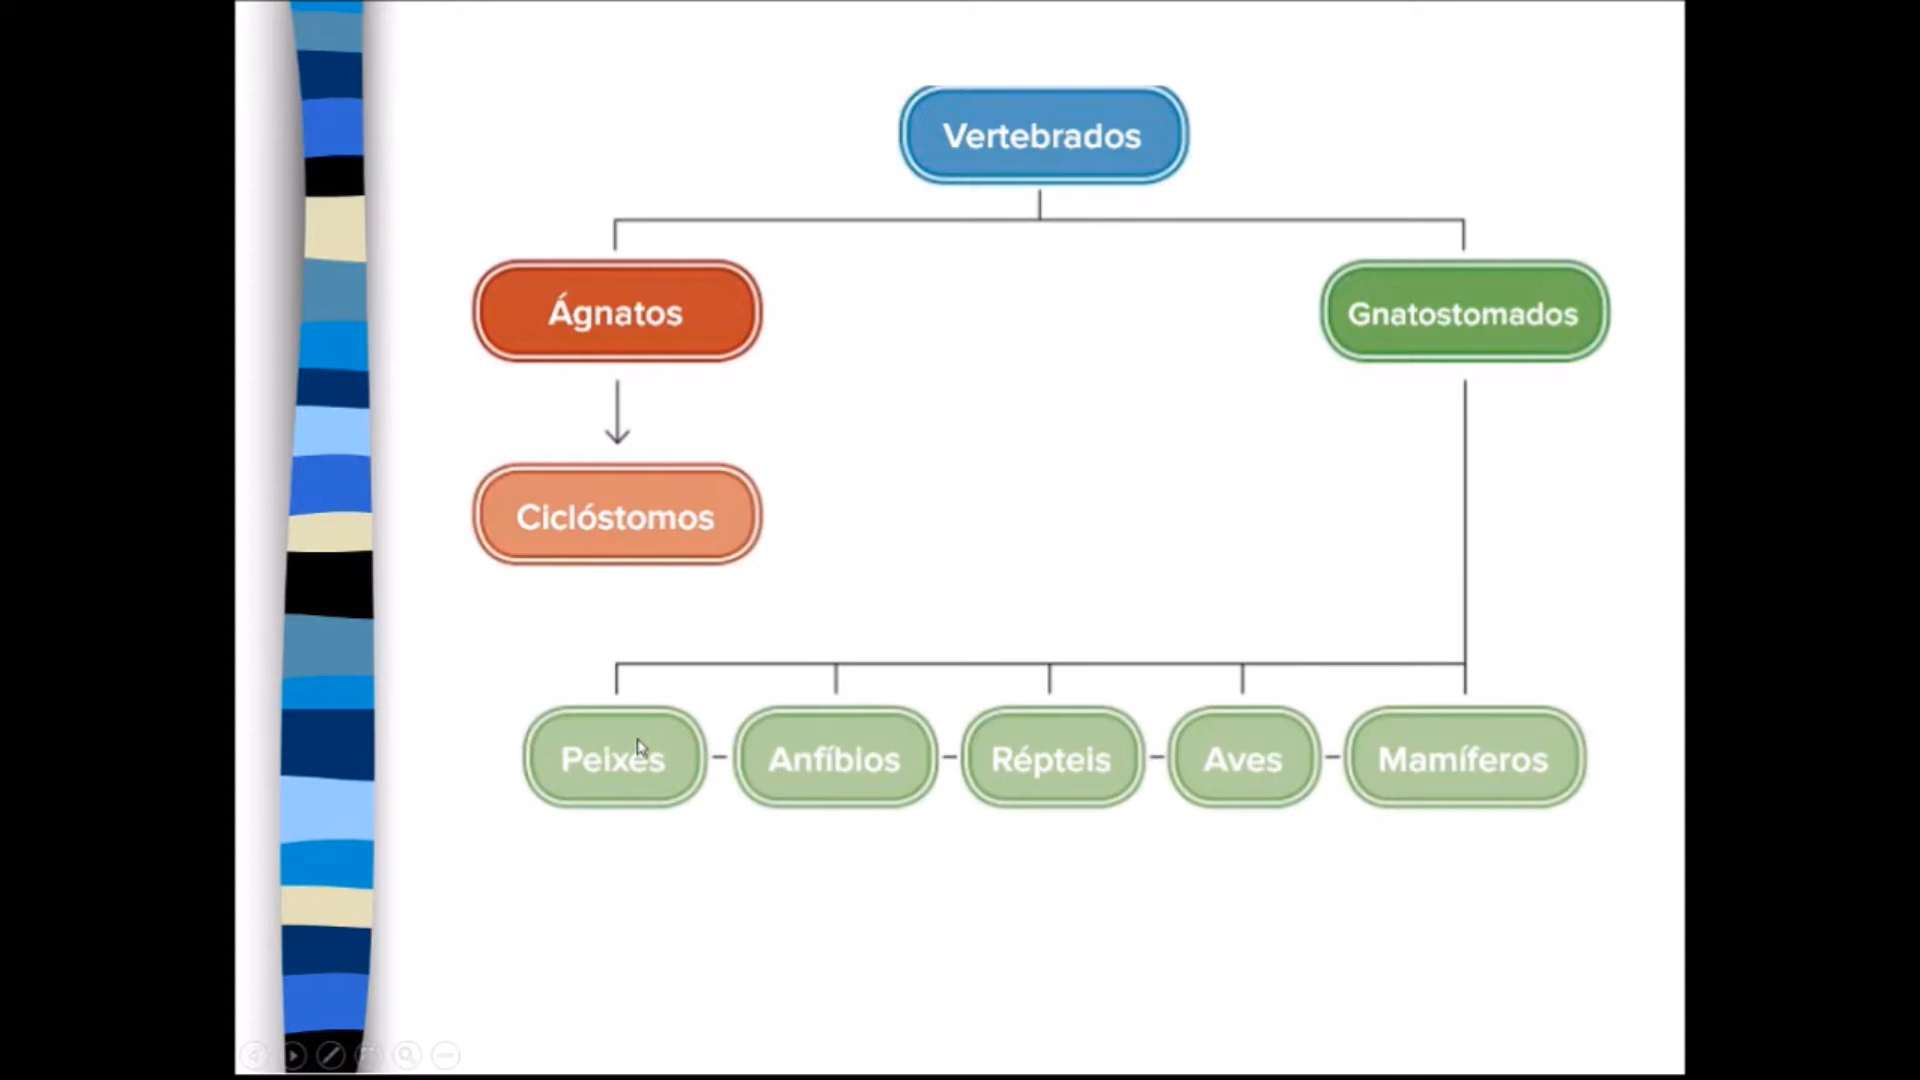 Vertebrados
Ágnatos
Gnatostomados
Ciclóstomos
Peixes
Anfíbios
Répteis
Aves
Mamíferos